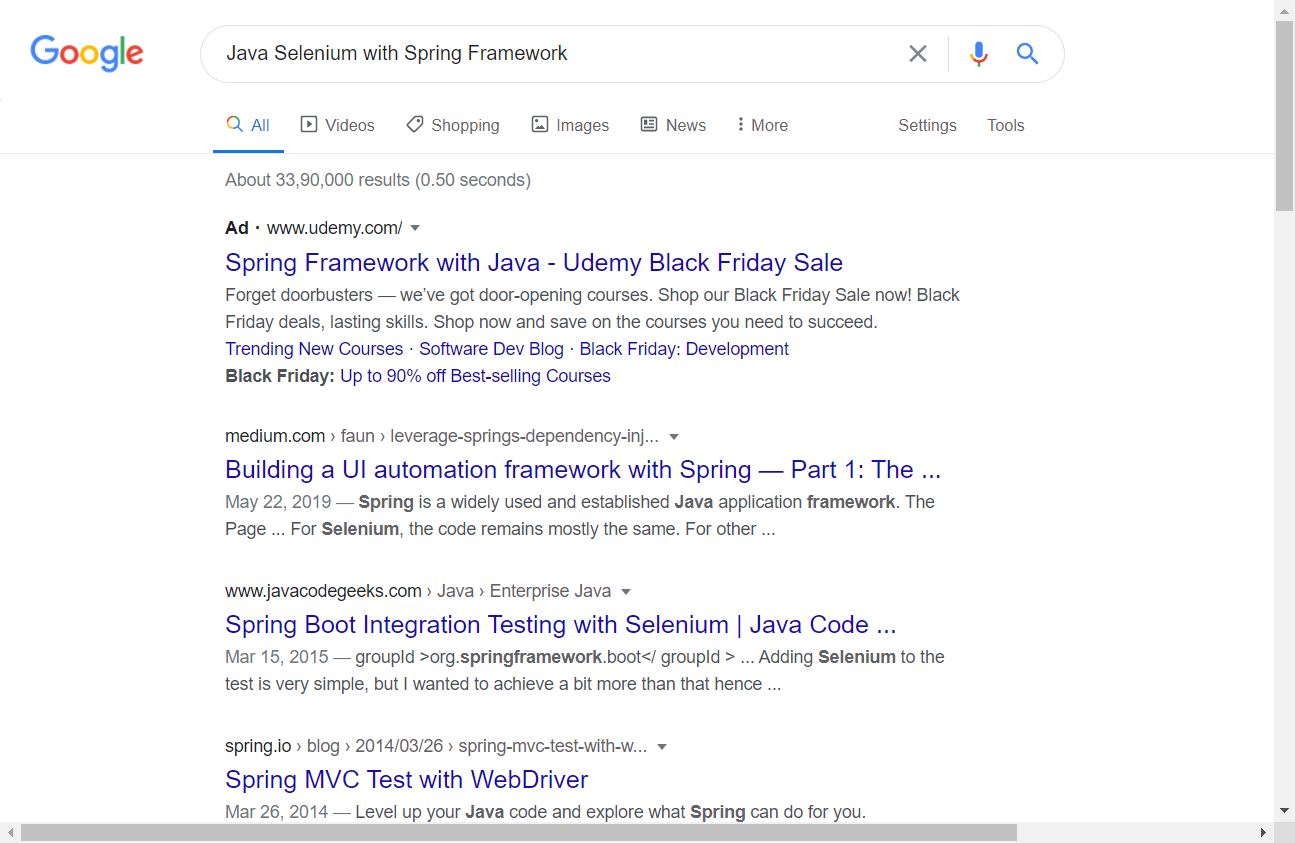 Google
Java Selenium with Spring Framework
All Videos Shopping Images News More Settings Tools
About 33,90,000 results (0.50 seconds)
Ad · www.udemy.com/
Spring Framework with Java - Udemy Black Friday Sale
Forget doorbusters — we’ve got door-opening courses. Shop our Black Friday Sale now! Black
Friday deals, lasting skills. Shop now and save on the courses you need to succeed.
Trending New Courses · Software Dev Blog · Black Friday: Development
Black Friday: Up to 90% off Best-selling Courses
medium.com › faun › leverage-springs-dependency-inj...
Building a UI automation framework with Spring — Part 1: The ...
May 22, 2019 — Spring is a widely used and established Java application framework. The
Page ... For Selenium, the code remains mostly the same. For other ...
www.javacodegeeks.com › Java › Enterprise Java
Spring Boot Integration Testing with Selenium | Java Code ...
Mar 15, 2015 — groupId >org.springframework.boot</ groupId > ... Adding Selenium to the
test is very simple, but I wanted to achieve a bit more than that hence ...
spring.io › blog › 2014/03/26 › spring-mvc-test-with-w...
Spring MVC Test with WebDriver
Mar 26, 2014 — Level up your Java code and explore what Spring can do for you.